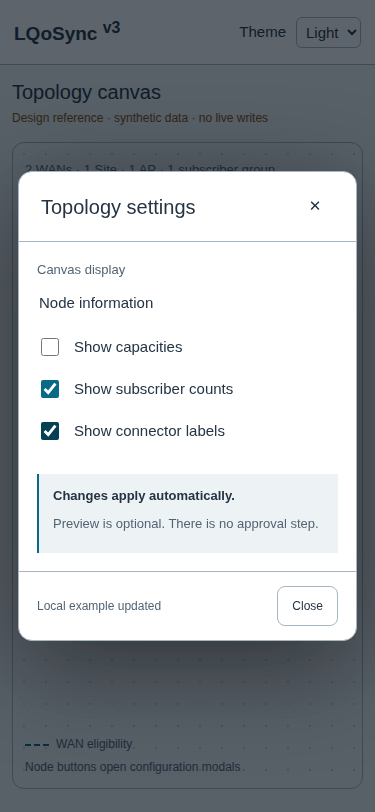 LQoSync v3
Theme Light
Topology canvas
Design reference · synthetic data · no live writes
2 WANs · 1 Site · 1 AP · 1 subscriber group
Topology settings
×
Canvas display
Node information
Show capacities
Show subscriber counts
Show connector labels
Changes apply automatically.
Preview is optional. There is no approval step.
Local example updated
Close
WAN eligibility
Node buttons open configuration modals